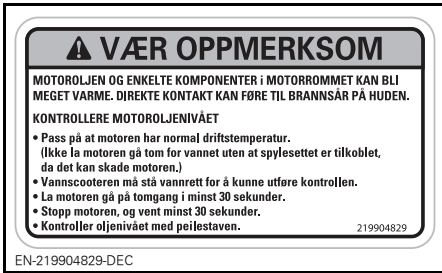 ⚠ VÆR OPPMERKSOM
MOTOROLJEN OG ENKELTE KOMPONENTER i MOTORROMMET KAN BLI
MEGET VARME. DIREKTE KONTAKT KAN FØRE TIL BRANNSÅR PÅ HUDEN.
KONTROLLERE MOTOROLJENIVÅET
• Pass på at motoren har normal driftstemperatur.
(Ikke la motoren gå tom for vannet uten at spylesettet er tilkoblet,
da det kan skade motoren.)
• Vannscooteren må stå vannrett for å kunne utføre kontrollen.
• La motoren gå på tomgang i minst 30 sekunder.
• Stopp motoren, og vent minst 30 sekunder.
• Kontroller oljenivået med peilestaven.
219904829
EN-219904829-DEC